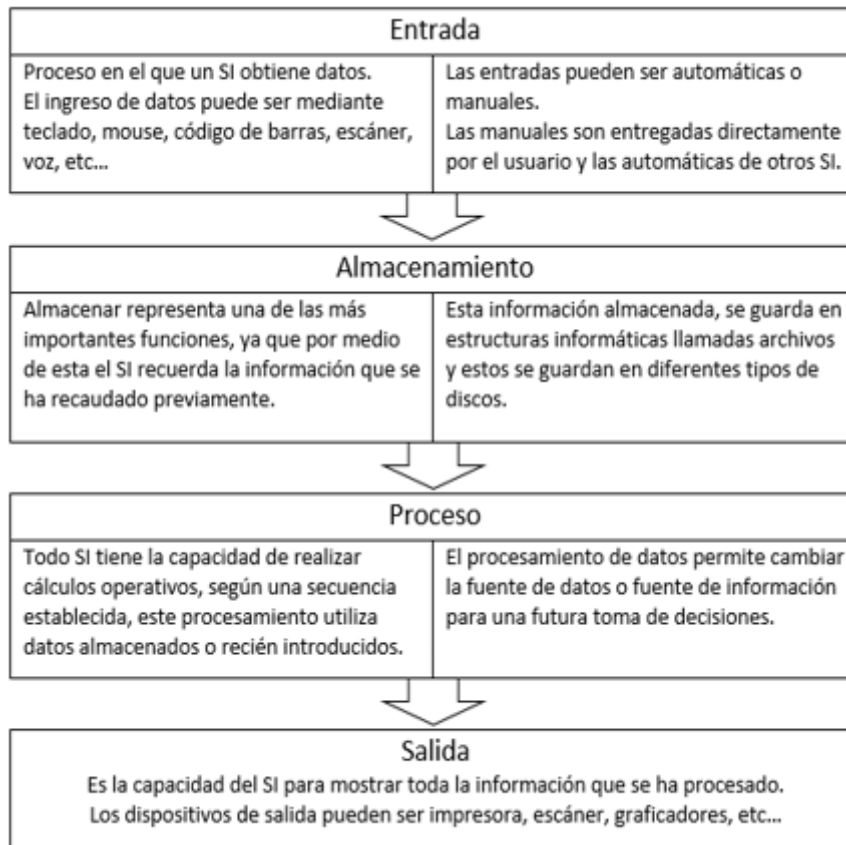 Entrada
Proceso en el que un SI obtiene datos.
El ingreso de datos puede ser mediante
teclado, mouse, código de barras, escáner,
voz, etc...
Las entradas pueden ser automáticas o
manuales.
Las manuales son entregadas directamente
por el usuario y las automáticas de otros SI.
Almacenamiento
Almacenar representa una de las más
importantes funciones, ya que por medio
de esta el SI recuerda la información que se
ha recaudado previamente.
Esta información almacenada, se guarda en
estructuras informáticas llamadas archivos
y estos se guardan en diferentes tipos de
discos.
Proceso
Todo SI tiene la capacidad de realizar
cálculos operativos, según una secuencia
establecida, este procesamiento utiliza
datos almacenados o recién introducidos.
El procesamiento de datos permite cambiar
la fuente de datos o fuente de información
para una futura toma de decisiones.
Salida
Es la capacidad del SI para mostrar toda la información que se ha procesado.
Los dispositivos de salida pueden ser impresora, escáner, graficadores, etc...